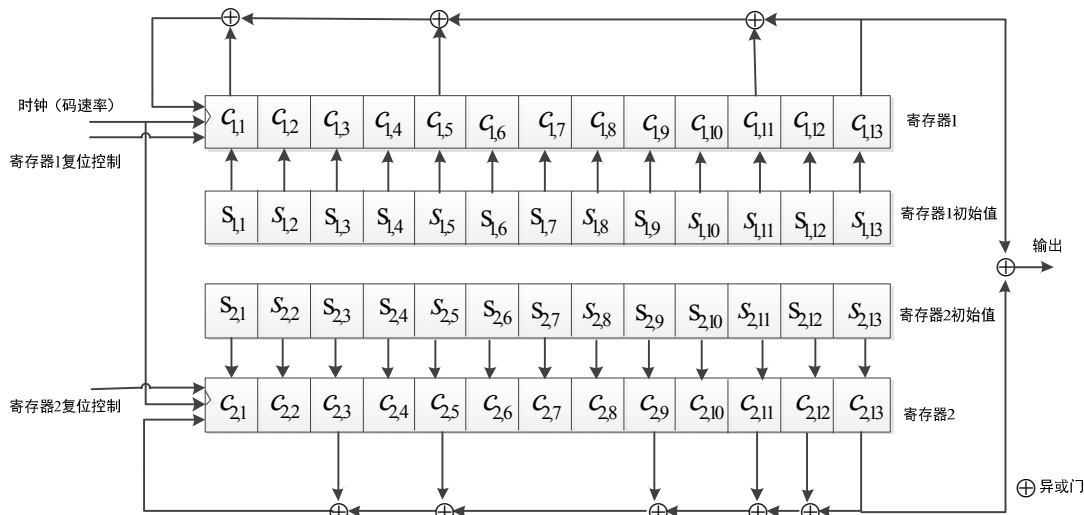 时钟（码速率）
寄存器1复位控制
C1,1 C1,2 C1,3 C1,4 C1,5 C1,6 C1,7 C1,8 C1,9 C1,10 C1,11 C1,12 C1,13
寄存器1
S1,1 S1,2 S1,3 S1,4 S1,5 S1,6 S1,7 S1,8 S1,9 S1,10 S1,11 S1,12 S1,13
寄存器1初始值
输出
S2,1 S2,2 S2,3 S2,4 S2,5 S2,6 S2,7 S2,8 S2,9 S2,10 S2,11 S2,12 S2,13
寄存器2初始值
寄存器2复位控制
C2,1 C2,2 C2,3 C2,4 C2,5 C2,6 C2,7 C2,8 C2,9 C2,10 C2,11 C2,12 C2,13
寄存器2
异或门